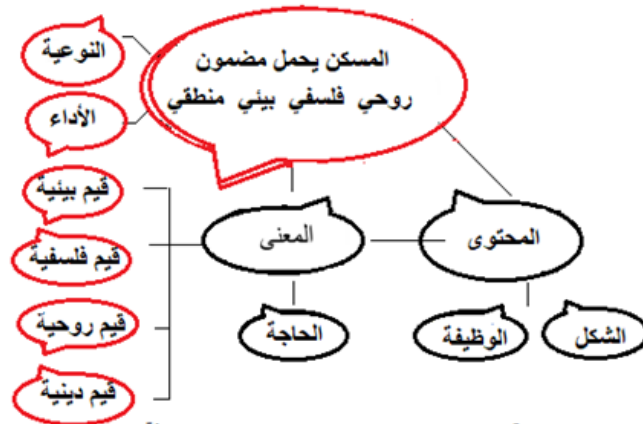 المسكن يحمل مضمون
روحي فلسفي بيئي منطقي
النوعية
الأداء
المحتوى
المعنى
قيم بيئية
قيم فلسفية
قيم روحية
قيم دينية
الشكل
الوظيفة
الحاجة